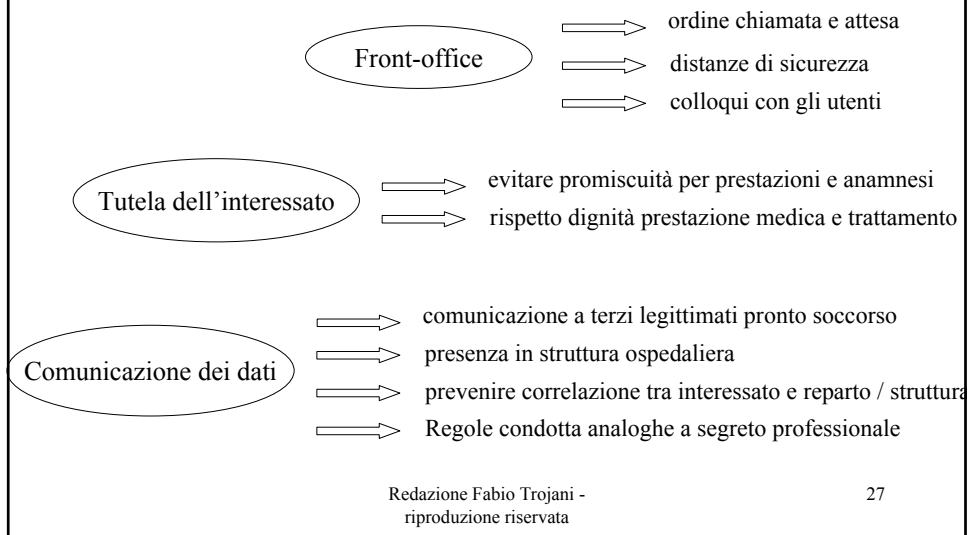 Front-office
ordine chiamata e attesa
distanze di sicurezza
colloqui con gli utenti
Tutela dell'interessato
evitare promiscuità per prestazioni e anamnesi
rispetto dignità prestazione medica e trattamento
Comunicazione dei dati
comunicazione a terzi legittimati pronto soccorso
presenza in struttura ospedaliera
prevenire correlazione tra interessato e reparto / struttura
Regole condotta analoghe a segreto professionale
Redazione Fabio Trojani -
riproduzione riservata
27